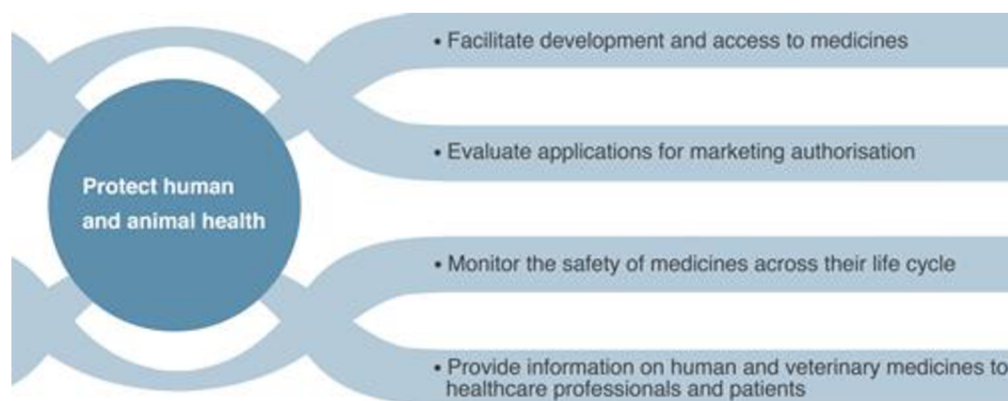 • Facilitate development and access to medicines
• Evaluate applications for marketing authorisation
Protect human
and animal health
• Monitor the safety of medicines across their life cycle
• Provide information on human and veterinary medicines to
healthcare professionals and patients